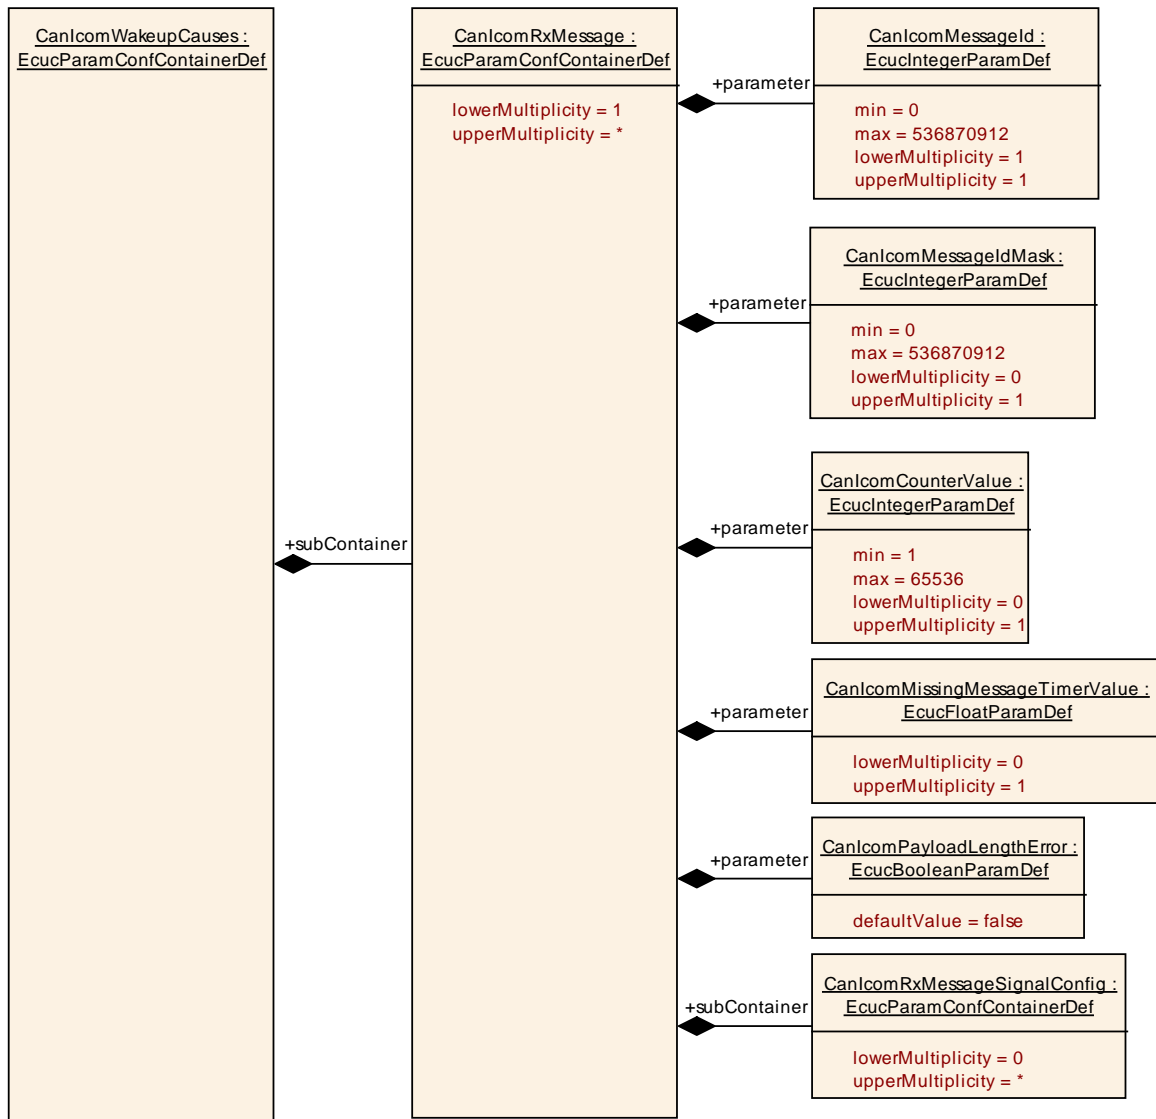 CanIcomWakeupCauses :
EcucParamConfContainerDef
CanIcomRxMessage :
EcucParamConfContainerDef
lowerMultiplicity = 1
upperMultiplicity = *
+subContainer
+parameter
CanIcomMessageId :
EcucIntegerParamDef
min = 0
max = 536870912
lowerMultiplicity = 1
upperMultiplicity = 1
+parameter
CanIcomMessageIdMask :
EcucIntegerParamDef
min = 0
max = 536870912
lowerMultiplicity = 0
upperMultiplicity = 1
+parameter
CanIcomCounterValue :
EcucIntegerParamDef
min = 1
max = 65536
lowerMultiplicity = 0
upperMultiplicity = 1
+parameter
CanIcomMissingMessageTimerValue :
EcucFloatParamDef
lowerMultiplicity = 0
upperMultiplicity = 1
+parameter
CanIcomPayloadLengthError :
EcucBooleanParamDef
defaultValue = false
+subContainer
CanIcomRxMessageSignalConfig :
EcucParamConfContainerDef
lowerMultiplicity = 0
upperMultiplicity = *